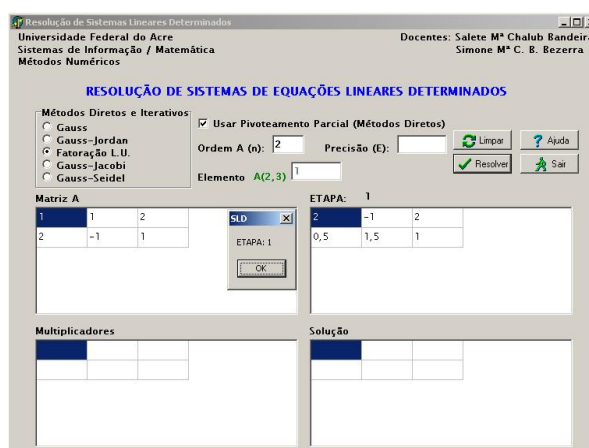 Resolução de Sistemas Lineares Determinados
Universidade Federal do Acre
Docentes: Salete Mª Chalub Bandeir
Sistemas de Informação / Matemática
Simone Mª C. B. Bezerra
Métodos Numéricos
RESOLUÇÃO DE SISTEMAS DE EQUAÇÕES LINEARES DETERMINADOS
Métodos Diretos e Iterativos
Gauss
Gauss-Jordan
Fatoração L.U.
Gauss-Jacobi
Gauss-Seidel
Usar Pivoteamento Parcial (Métodos Diretos)
Ordem A (n): 2 Precisão (E):
Elemento A(2,3) 1
Limpar Ajuda
Resolver Sair
Matriz A
1 1 2
2 -1 1
SLD
ETAPA: 1
OK
ETAPA: 1
2 -1 2
0,5 1,5 1
Multiplicadores
Solução